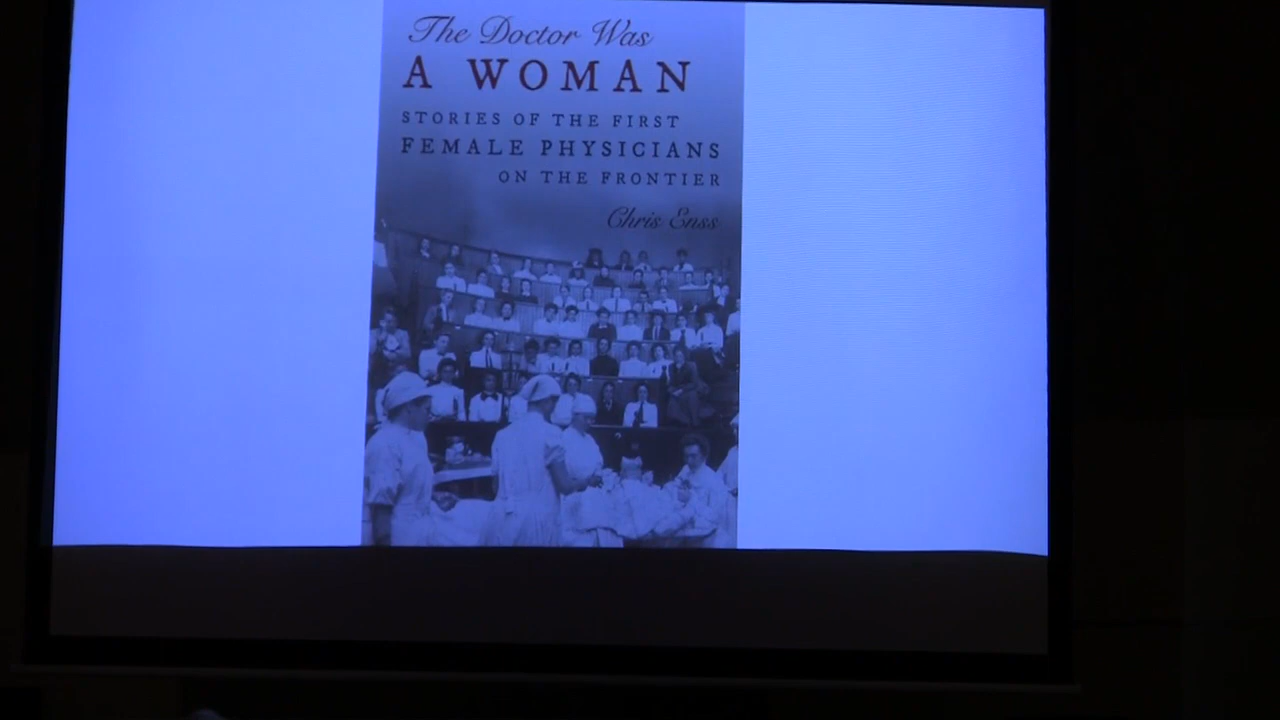 The Doctor Was
A WOMAN
STORIES OF THE FIRST
FEMALE PHYSICIANS
ON THE FRONTIER
Chris Enss